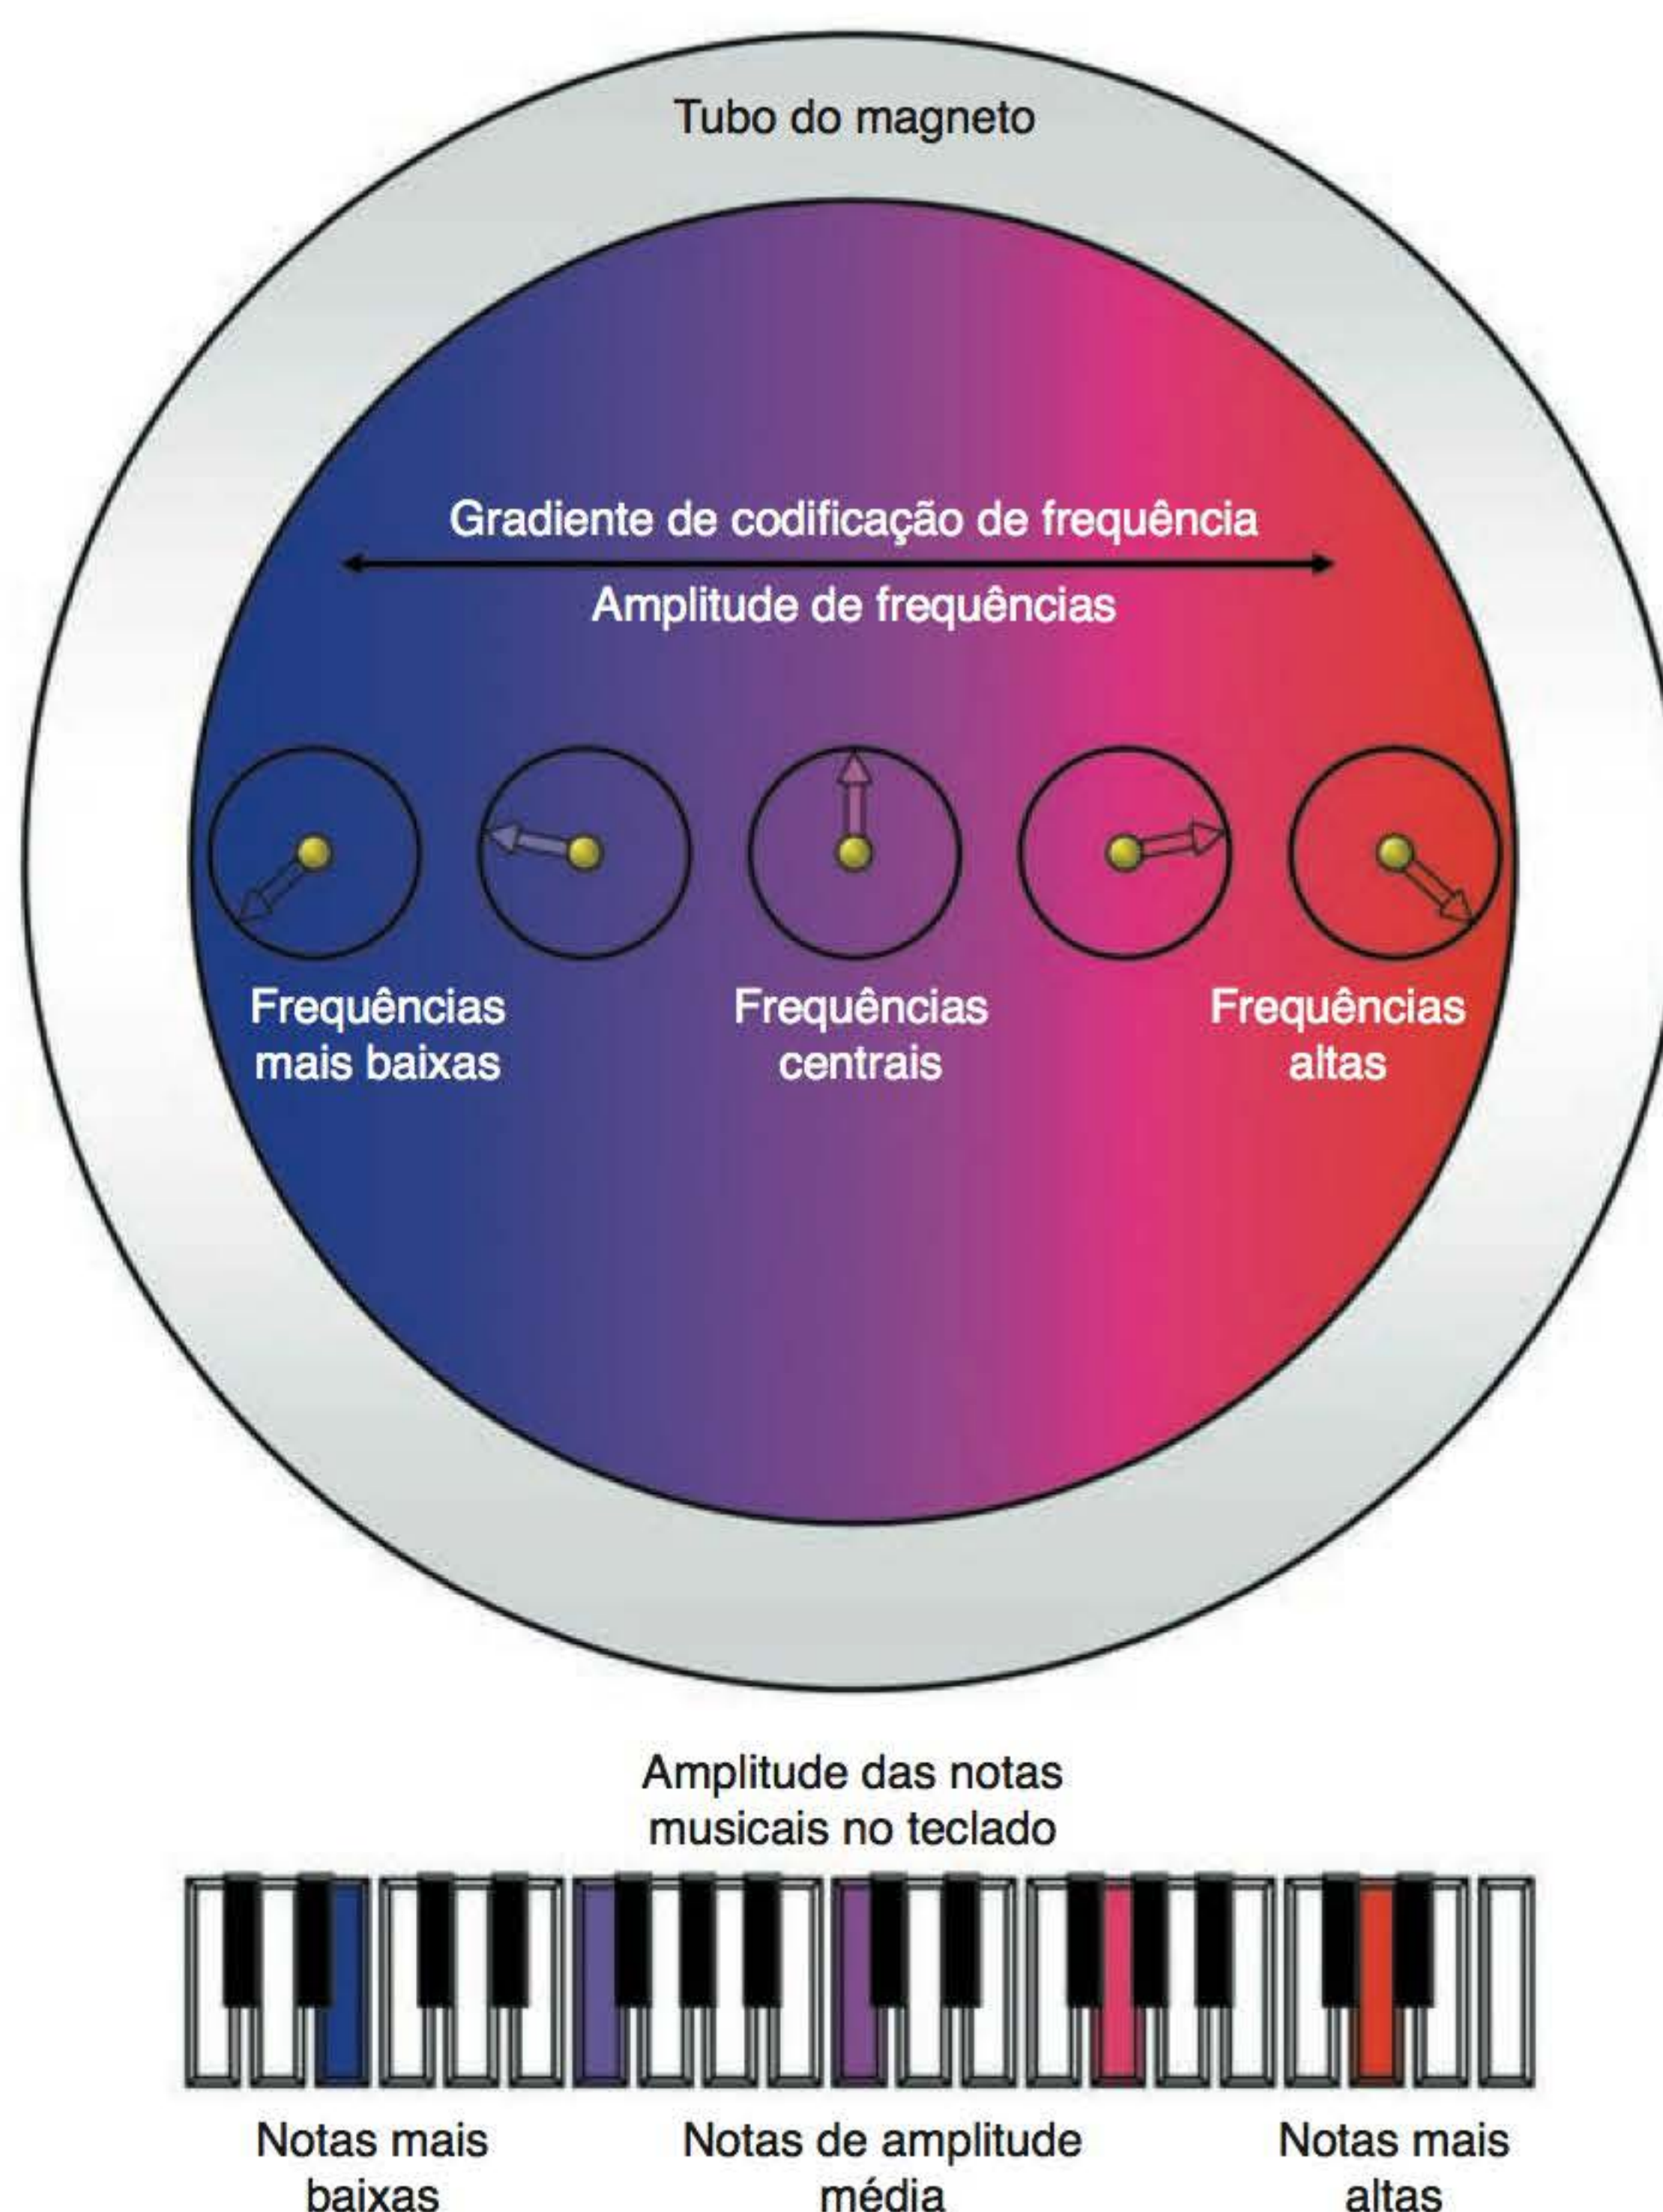 Tubo do magneto
Gradiente de codificação de frequência
Amplitude de frequências
Frequências
mais baixas
Frequências
centrais
Frequências
altas
Amplitude das notas
musicais no teclado
Notas mais
baixas
Notas de amplitude
média
Notas mais
altas